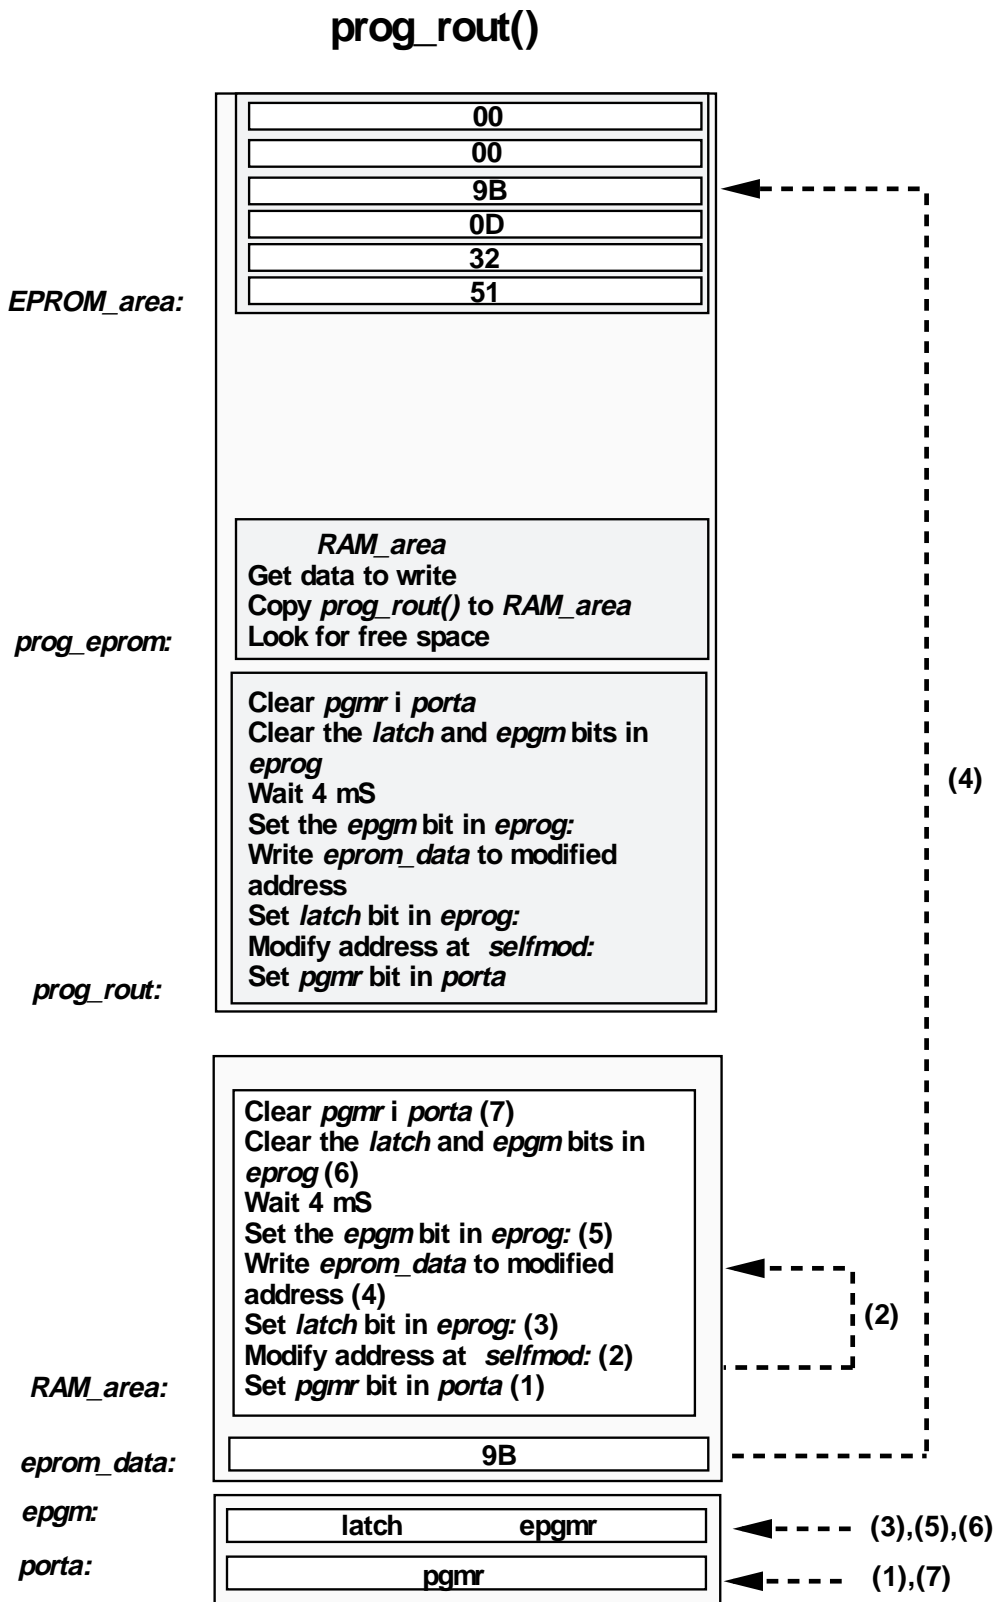 prog_rout()
00
00
9B
0D
32
51
EPROM_area:
RAM_area
Get data to write
Copy prog_rout() to RAM_area
Look for free space
prog_eprom:
Clear pgmr i porta
Clear the latch and epgm bits in
eprog
Wait 4 mS
Set the epgm bit in eprog:
Write eprom_data to modified
address
Set latch bit in eprog:
Modify address at selfmod:
Set pgmr bit in porta
prog_rout:
(4)
Clear pgmr i porta (7)
Clear the latch and epgm bits in
eprog (6)
Wait 4 mS
Set the epgm bit in eprog: (5)
Write eprom_data to modified
address (4)
Set latch bit in eprog: (3)
Modify address at selfmod: (2)
Set pgmr bit in porta (1)
(2)
RAM_area:
eprom_data:
9B
epgm:
latch epgmr
(3),(5),(6)
porta:
pgmr
(1),(7)